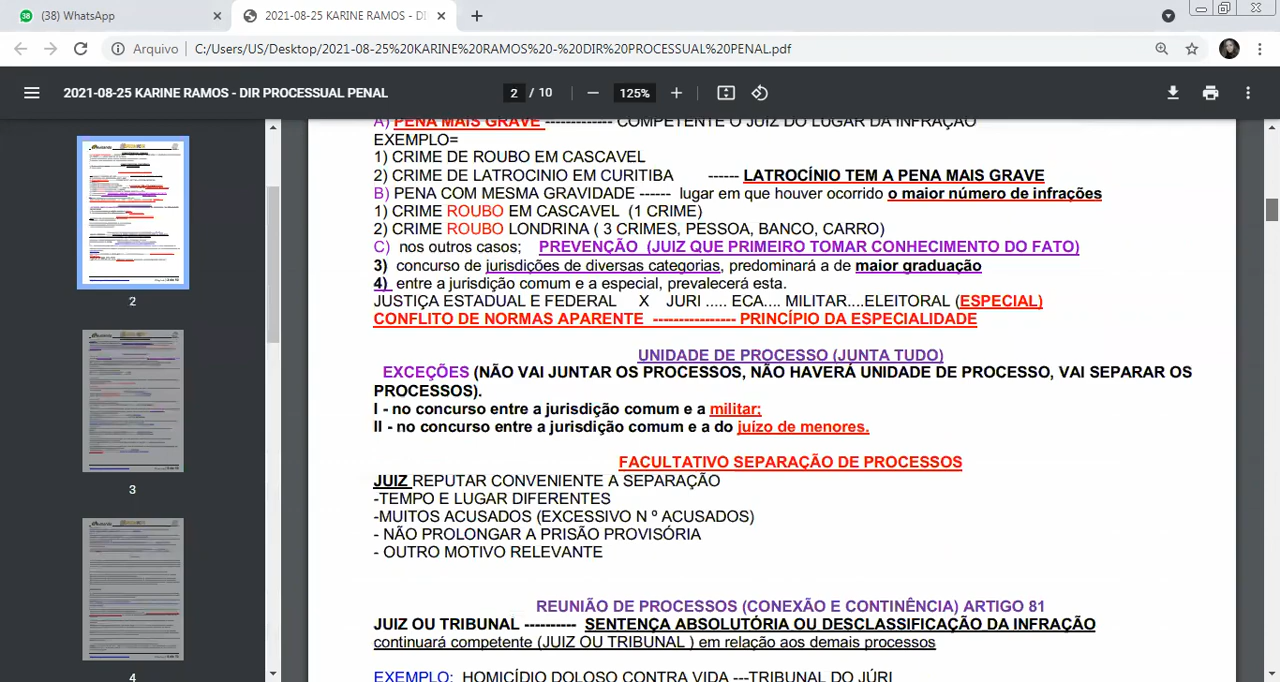 (38) WhatsApp
2021-08-25 KARINE RAMOS - DI
Arquivo
C:/Users/US/Desktop/2021-08-25%20KARINE%20RAMOS%20-%20DIR%20PROCESSUAL%20PENAL.pdf
2021-08-25 KARINE RAMOS - DIR PROCESSUAL PENAL
2 / 10
125%
2
3
4
A) PENA MAIS GRAVE ------------- COMPETENTE O JUIZ DO LUGAR DA INFRAÇÃO
EXEMPLO=
1) CRIME DE ROUBO EM CASCAVEL
2) CRIME DE LATROCINIO EM CURITIBA ------ LATROCÍNIO TEM A PENA MAIS GRAVE
B) PENA COM MESMA GRAVIDADE ------ lugar em que houver ocorrido o maior número de infrações
1) CRIME ROUBO EM CASCAVEL (1 CRIME)
2) CRIME ROUBO LONDRINA ( 3 CRIMES, PESSOA, BANCO, CARRO)
C) nos outros casos; PREVENÇÃO (JUIZ QUE PRIMEIRO TOMAR CONHECIMENTO DO FATO)
3) concurso de jurisdições de diversas categorias, predominará a de maior graduação
4) entre a jurisdição comum e a especial, prevalecerá esta.
JUSTIÇA ESTADUAL E FEDERAL X JURI ..... ECA.... MILITAR....ELEITORAL (ESPECIAL)
CONFLITO DE NORMAS APARENTE ---------------- PRINCÍPIO DA ESPECIALIDADE
UNIDADE DE PROCESSO (JUNTA TUDO)
EXCEÇÕES (NÃO VAI JUNTAR OS PROCESSOS, NÃO HAVERÁ UNIDADE DE PROCESSO, VAI SEPARAR OS
PROCESSOS).
I - no concurso entre a jurisdição comum e a militar;
II - no concurso entre a jurisdição comum e a do juízo de menores.
FACULTATIVO SEPARAÇÃO DE PROCESSOS
JUIZ REPUTAR CONVENIENTE A SEPARAÇÃO
-TEMPO E LUGAR DIFERENTES
-MUITOS ACUSADOS (EXCESSIVO N º ACUSADOS)
- NÃO PROLONGAR A PRISÃO PROVISÓRIA
- OUTRO MOTIVO RELEVANTE
REUNIÃO DE PROCESSOS (CONEXÃO E CONTINÊNCIA) ARTIGO 81
JUIZ OU TRIBUNAL ---------- SENTENÇA ABSOLUTÓRIA OU DESCLASSIFICAÇÃO DA INFRAÇÃO
continuará competente (JUIZ OU TRIBUNAL ) em relação aos demais processos
EXEMPLO: HOMICÍDIO DOLOSO CONTRA VIDA ---TRIBUNAL DO JÚRI